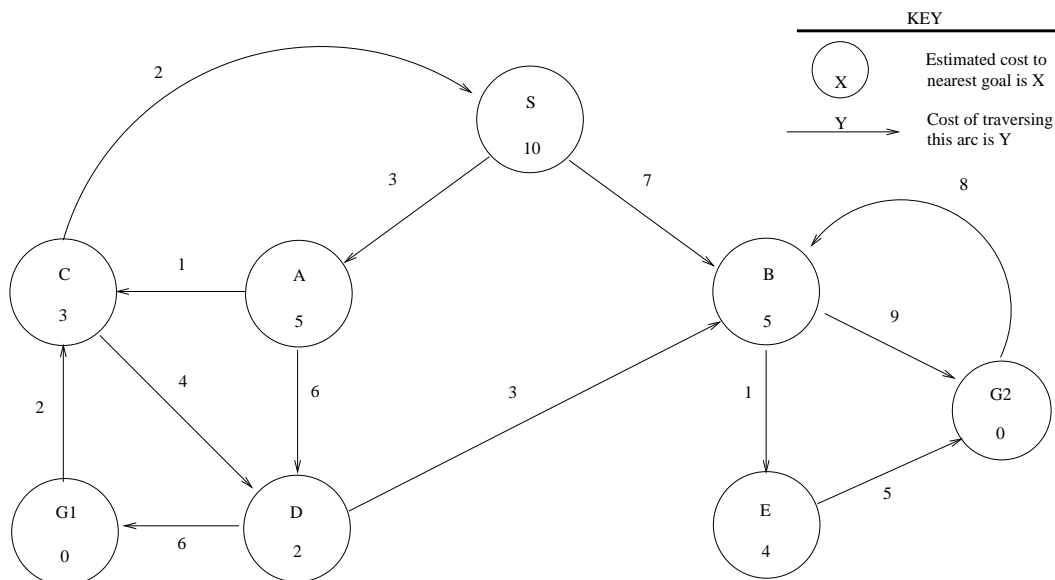 KEY
X
Estimated cost to
nearest goal is X
Y
Cost of traversing
this arc is Y
2
S
10
3
7
8
C
3
1
A
5
B
5
9
4
6
3
1
2
G2
0
G1
0
6
D
2
E
4
5